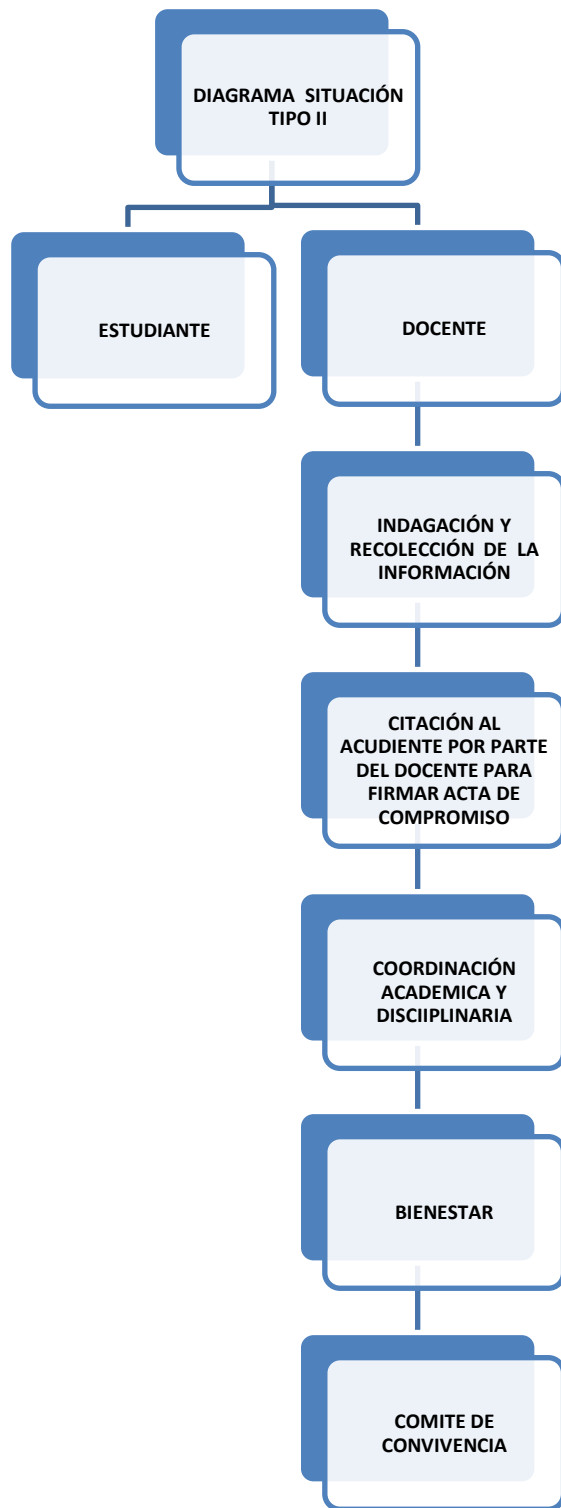 DIAGRAMA SITUACIÓN
TIPO II
ESTUDIANTE
DOCENTE
INDAGACIÓN Y
RECOLECCIÓN DE LA
INFORMACIÓN
CITACIÓN AL
ACUDIENTE POR PARTE
DEL DOCENTE PARA
FIRMAR ACTA DE
COMPROMISO
COORDINACIÓN
ACADEMICA Y
DISCIIPLINARIA
BIENESTAR
COMITE DE
CONVIVENCIA